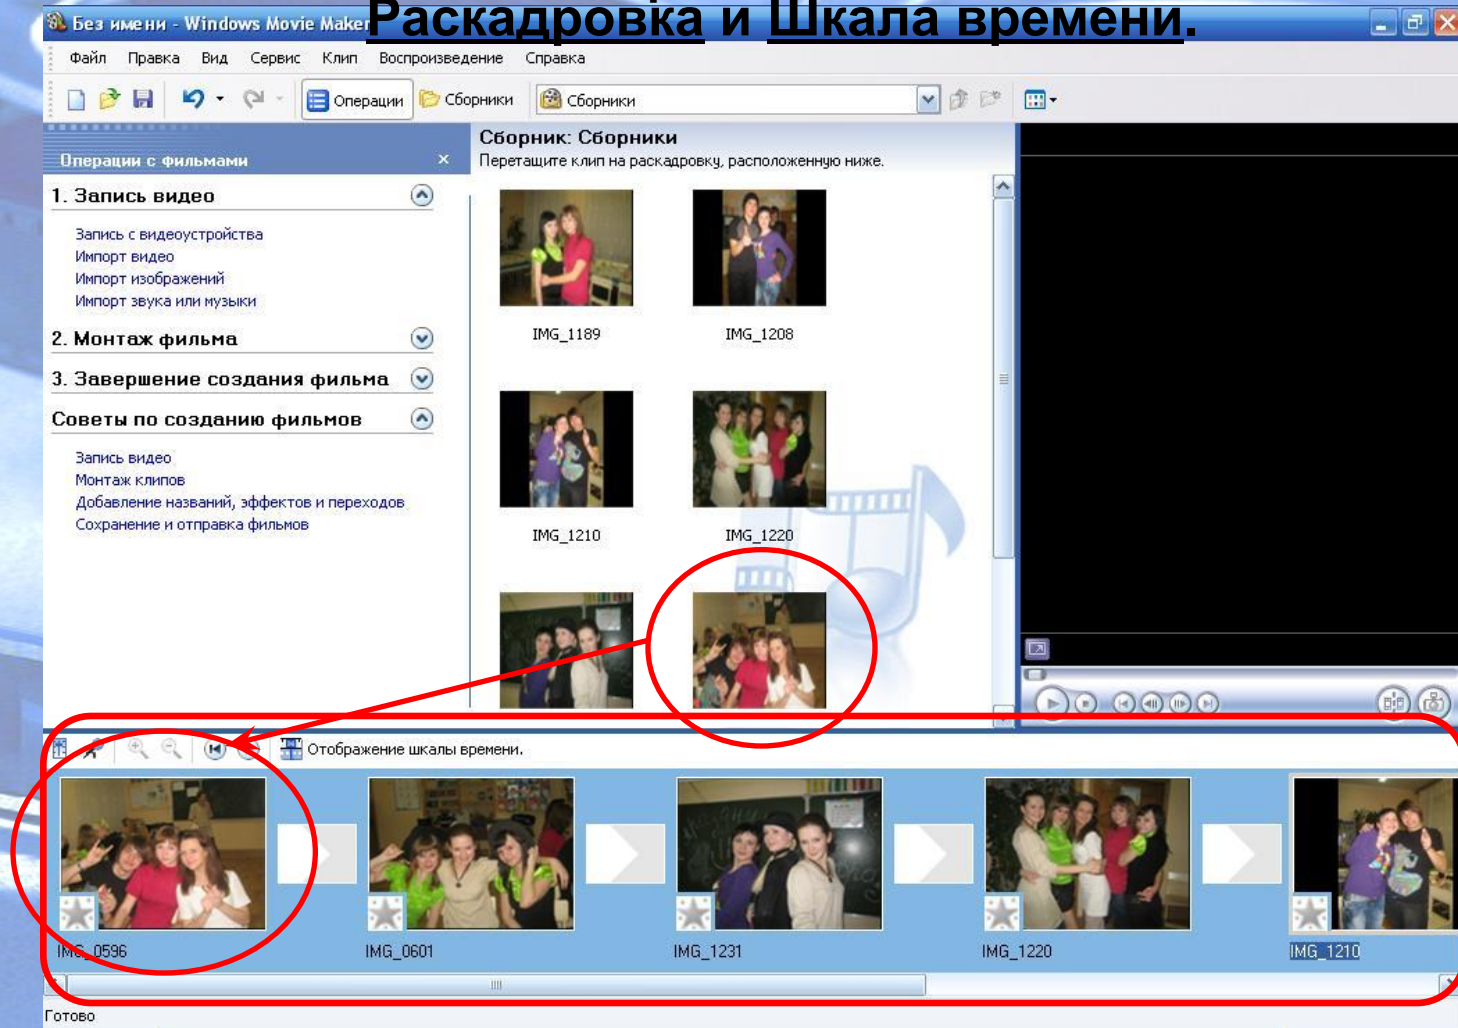 Раскадровка и Шкала времени.
Без имени - Windows Movie Maker
Файл Правка Вид Сервис Клип Воспроизведение Справка
Операции Сборники Сборники
Операции с фильмами
1. Запись видео
Запись с видеоустройства
Импорт видео
Импорт изображений
Импорт звука или музыки
2. Монтаж фильма
3. Завершение создания фильма
Советы по созданию фильмов
Запись видео
Монтаж клипов
Добавление названий, эффектов и переходов
Сохранение и отправка фильмов
Сборник: Сборники
Перетащите клип на раскадровку, расположенную ниже.
IMG_1189 IMG_1208
IMG_1210 IMG_1220
Отображение шкалы времени.
IMG_0596 IMG_0601 IMG_1231 IMG_1220 IMG_1210
Готово